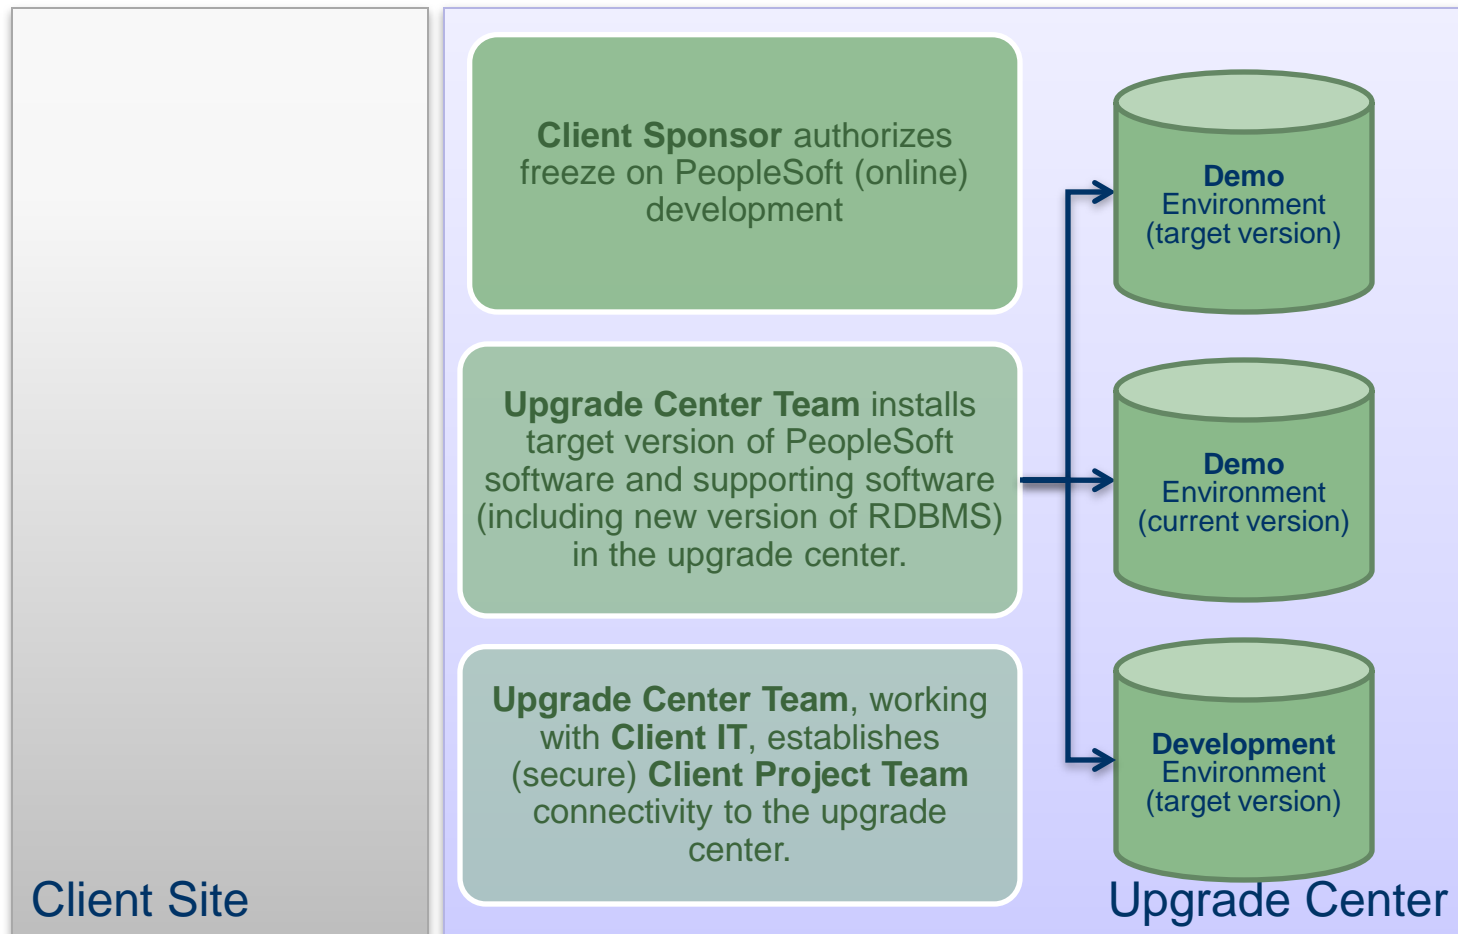 Client Sponsor authorizes
freeze on PeopleSoft (online)
development
Demo
Environment
(target version)
Upgrade Center Team installs
target version of PeopleSoft
software and supporting software
(including new version of RDBMS)
in the upgrade center.
Demo
Environment
(current version)
Upgrade Center Team, working
with Client IT, establishes
(secure) Client Project Team
connectivity to the upgrade
center.
Development
Environment
(target version)
Client Site
Upgrade Center